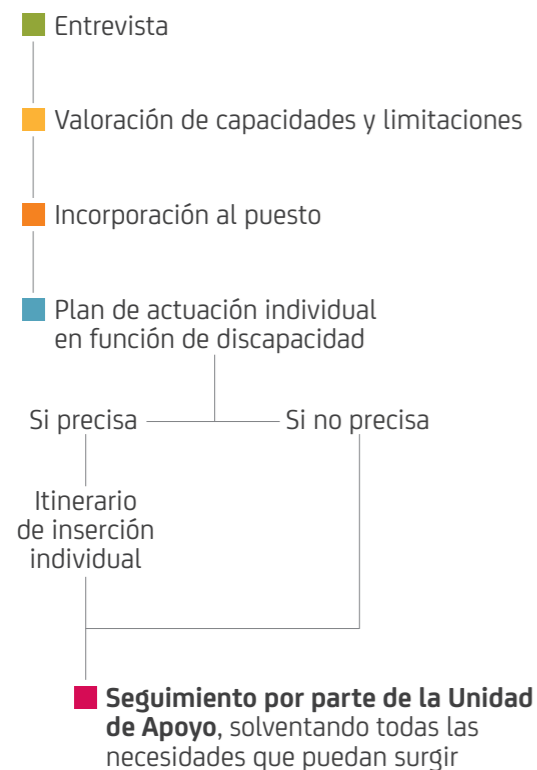 Entrevista
Valoración de capacidades y limitaciones
Incorporación al puesto
Plan de actuación individual
en función de discapacidad
Si precisa
Si no precisa
Itinerario
de inserción
individual
Seguimiento por parte de la Unidad
de Apoyo, solventando todas las
necesidades que puedan surgir